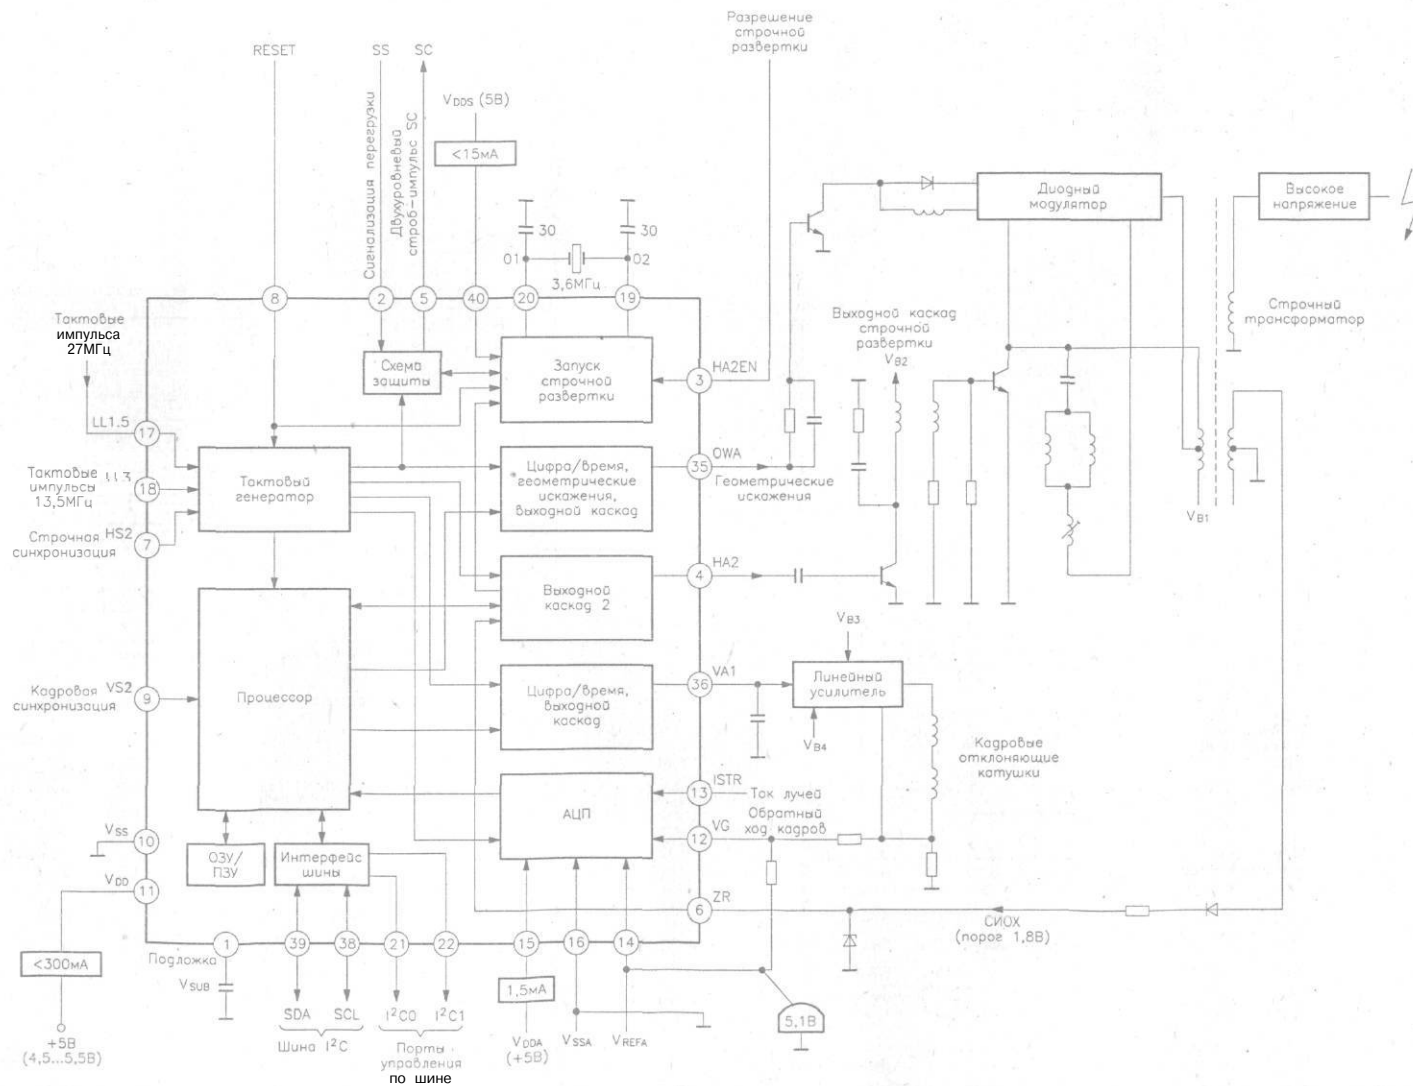 Разрешение
строчной
развертки
RESET
SS
SC
VDDS (5В)
Сигнализация перегрузки
Двухуровневый
строб-импульс SC
<15мА
30
30
01
02
3,6МГц
8
2
5
40
20
19
Диодный
модулятор
Высокое
напряжение
Строчный
трансформатор
Тактовые
импульса
27МГц
LL1.5
17
Схема
защиты
Запуск
строчной
развертки
3
HA2EN
Выходной каскад
строчной
развертки
VB2
Тактовые
импульсы
13,5МГц
LL3
18
Тактовый
генератор
Цифра/время,
геометрические
искажения,
выходной каскад
35
OWA
Геометрические
искажения
VB1
Строчная
синхронизация
HS2
7
Выходной
каскад 2
4
HA2
Кадровая
синхронизация
VS2
9
Процессор
Цифра/время,
выходной
каскад
36
VA1
VB3
Линейный
усилитель
VB4
Кадровые
отклоняющие
катушки
АЦП
13
ISTR
Ток лучей
12
VG
Обратный
ход кадров
VSS
10
ОЗУ/
ПЗУ
Интерфейс
шины
VDD
11
6
ZR
СИОХ
(порог 1,8В)
<300мА
+5В
(4,5...5,5В)
1
39
38
21
22
15
16
14
Подложка
VSUB
SDA
SCL
I²C0
I²C1
Шина I²C
Порты
управления
по шине
1,5мА
VDDA
(+5В)
VSSA
VREFA
5,1В